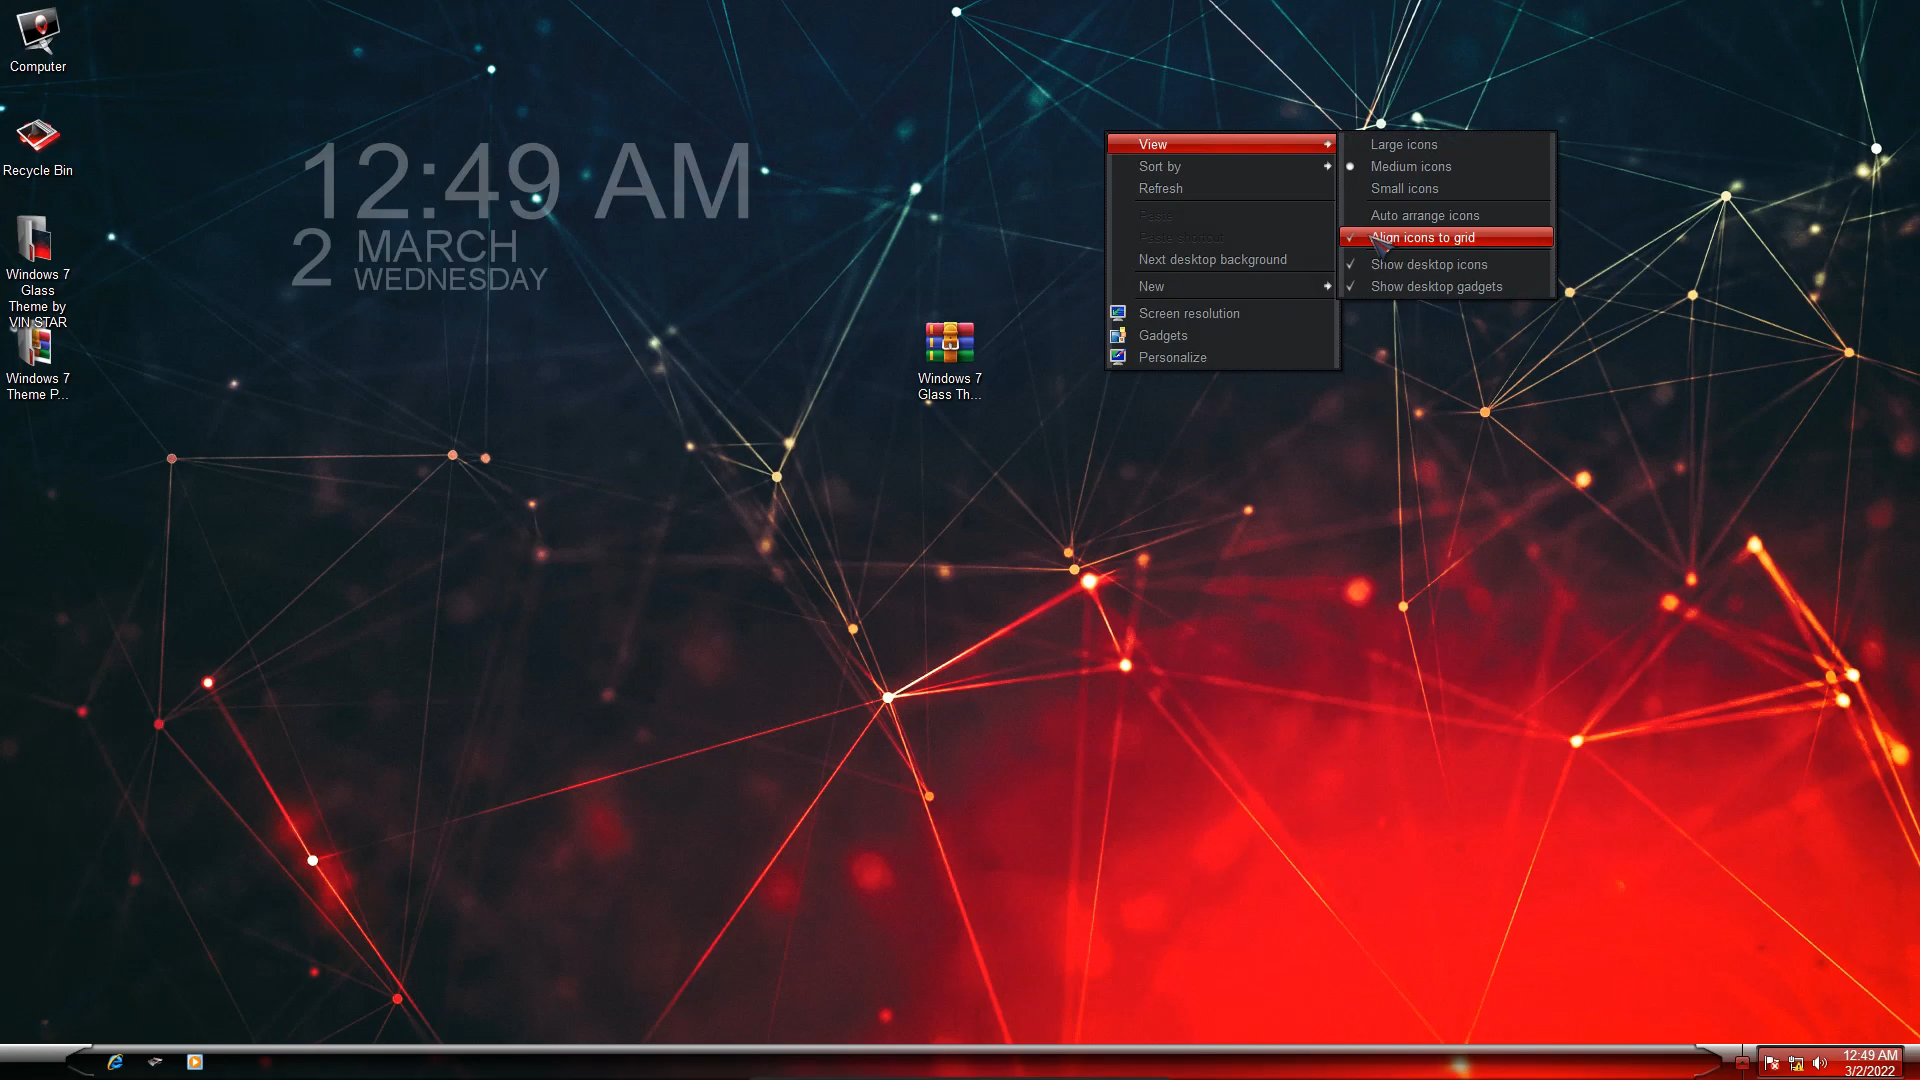 Computer
Recycle Bin
Windows 7
Glass
Theme by
VIN STAR
Windows 7
Theme P...
12:49 AM
2
MARCH
WEDNESDAY
Windows 7
Glass Th...
View
Sort by
Refresh
Paste
Paste shortcut
Next desktop background
New
Screen resolution
Gadgets
Personalize
Large icons
Medium icons
Small icons
Auto arrange icons
Align icons to grid
Show desktop icons
Show desktop gadgets
12:49 AM
3/2/2022